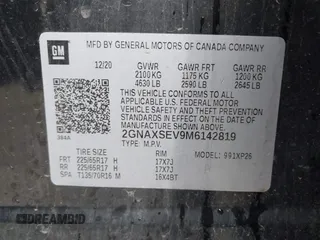 GM
MFD BY GENERAL MOTORS OF CANADA COMPANY
12/20 GVWR GAWR FRT GAWR RR
2100 KG 1175 KG 1200 KG
4630 LB 2590 LB 2645 LB
THIS VEHICLE CONFORMS TO ALL
APPLICABLE U.S. FEDERAL MOTOR
VEHICLE SAFETY AND THEFT
PREVENTION STANDARDS IN EFFECT
ON THE DATE OF MANUFACTURE
SHOWN ABOVE.
2GNAXSEV9M6142819
TYPE: M.P.V.
TIRE SIZE RIM MODEL: 991XP26
FRT 225/65R17 H 17X7J
RR 225/65R17 H 17X7J
SPA T135/70R16 M 16X4BT
DREAMBID